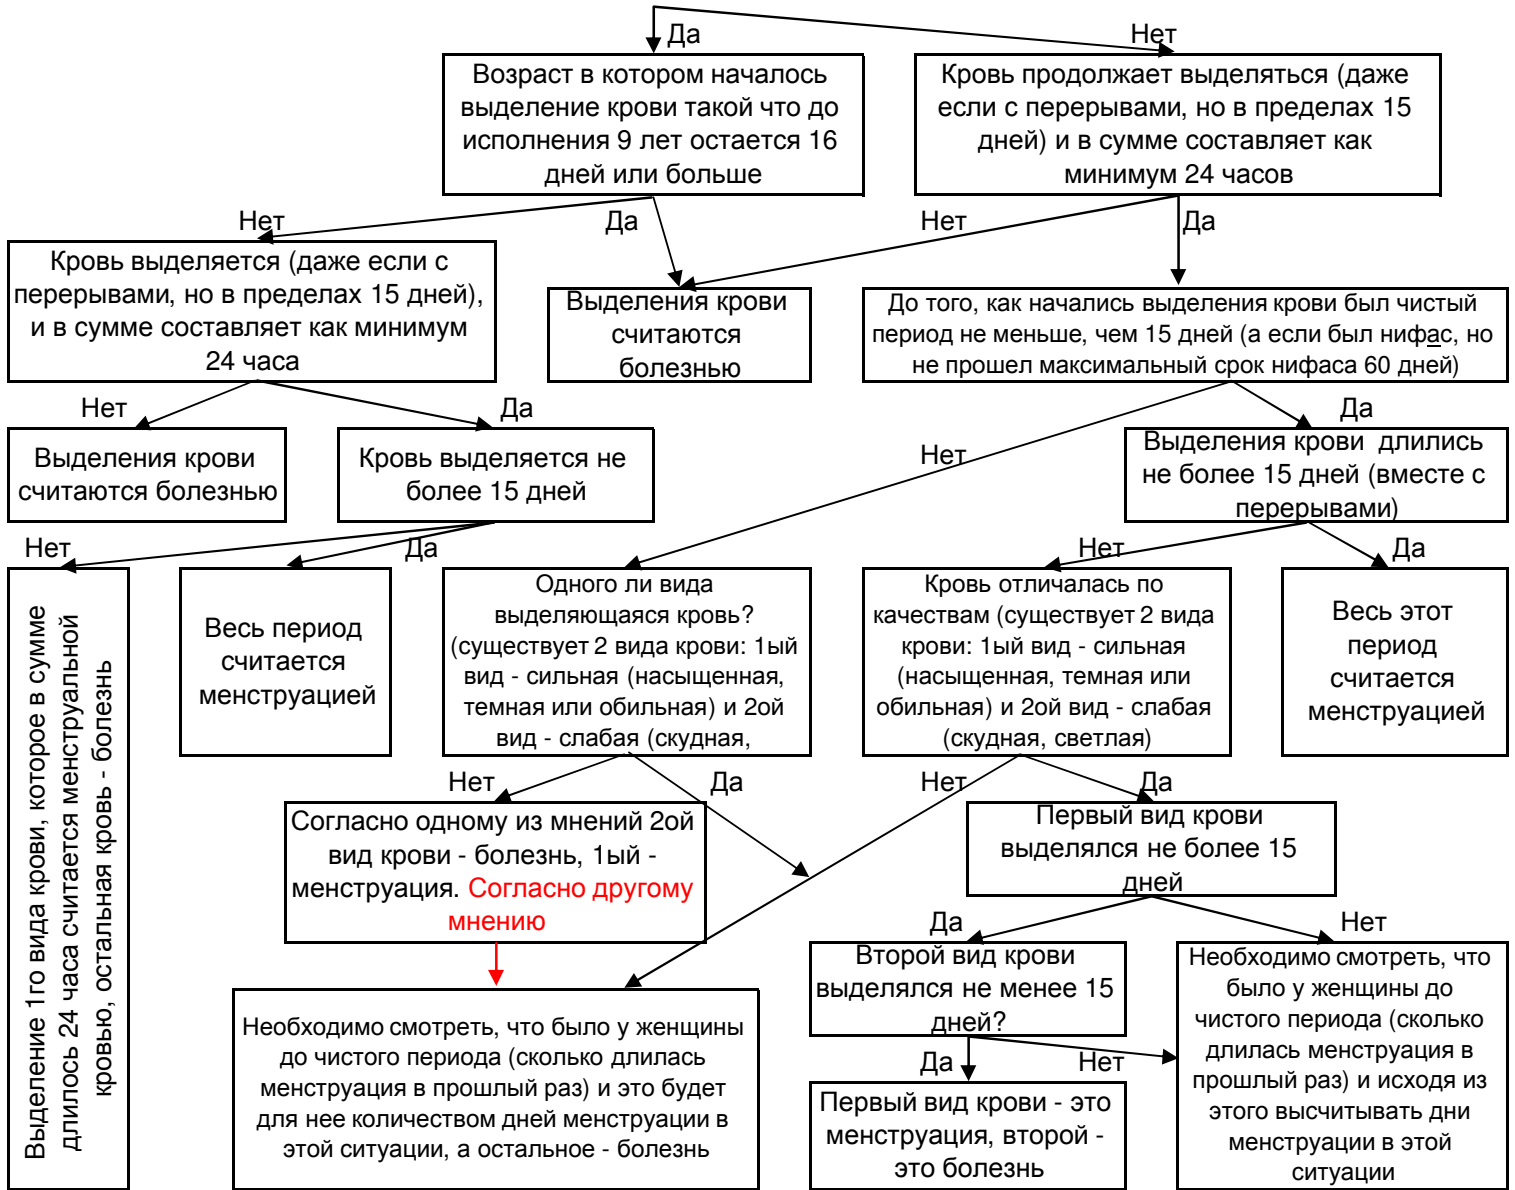 Да
Нет
Возраст в котором началось
выделение крови такой что до
исполнения 9 лет остается 16
дней или больше
Кровь продолжает выделяться (даже
если с перерывами, но в пределах 15
дней) и в сумме составляет как
минимум 24 часов
Нет
Да
Нет
Да
Кровь выделяется (даже если с
перерывами, но в пределах 15 дней),
и в сумме составляет как минимум
24 часа
Выделения крови
считаются
болезнью
До того, как начались выделения крови был чистый
период не меньше, чем 15 дней (а если был нифас, но
не прошел максимальный срок нифаса 60 дней)
Нет
Да
Нет
Да
Выделения крови
считаются болезнью
Кровь выделяется не
более 15 дней
Выделения крови длились
не более 15 дней (вместе с
перерывами)
Нет
Да
Нет
Да
Выделение 1го вида крови, которое в сумме
длилось 24 часа считается менструальной
кровью, остальная кровь - болезнь
Весь период
считается
менструацией
Одного ли вида
выделяющаяся кровь?
(существует 2 вида крови: 1ый
вид - сильная (насыщенная,
темная или обильная) и 2ой
вид - слабая (скудная,
Кровь отличалась по
качествам (существует 2 вида
крови: 1ый вид - сильная
(насыщенная, темная или
обильная) и 2ой вид - слабая
(скудная, светлая)
Весь этот
период
считается
менструацией
Нет
Да
Нет
Да
Согласно одному из мнений 2ой
вид крови - болезнь, 1ый -
менструация. Согласно другому
мнению
Первый вид крови
выделялся не более 15
дней
Да
Нет
Необходимо смотреть, что было у женщины
до чистого периода (сколько длилась
менструация в прошлый раз) и это будет
для нее количеством дней менструации в
этой ситуации, а остальное - болезнь
Второй вид крови
выделялся не менее 15
дней?
Необходимо смотреть, что
было у женщины до
чистого периода (сколько
длилась менструация в
прошлый раз) и исходя из
этого высчитывать дни
менструации в этой
ситуации
Да
Нет
Первый вид крови - это
менструация, второй -
это болезнь